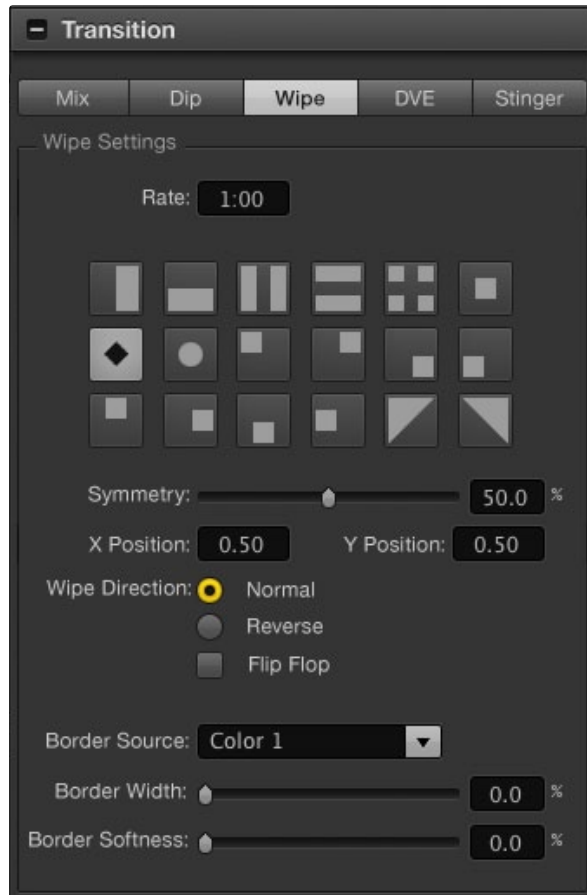 Transition
Mix Dip Wipe DVE Stinger
Wipe Settings
Rate: 1:00
Symmetry: 50.0 %
X Position: 0.50 Y Position: 0.50
Wipe Direction: Normal
Reverse
Flip Flop
Border Source: Color 1
Border Width: 0.0 %
Border Softness: 0.0 %